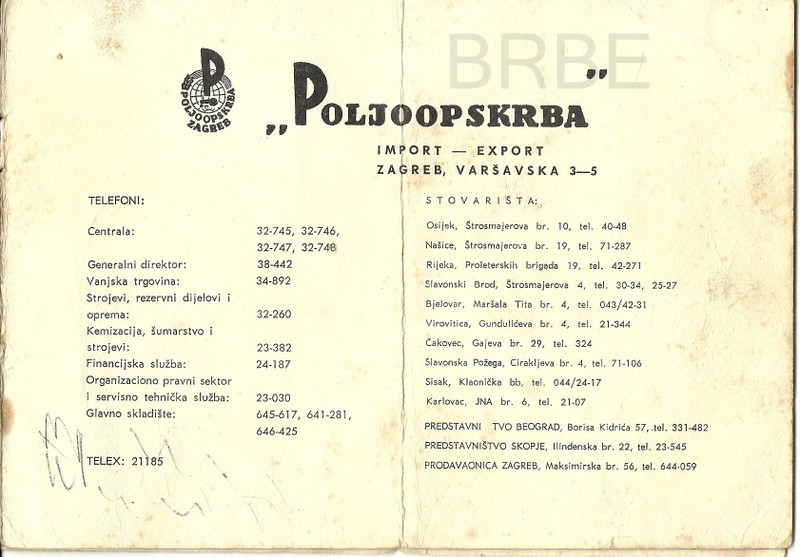 BRBE
P
POLJOOPSKRBA
ZAGREB
„POLJOOPSKRBA”
IMPORT — EXPORT
ZAGREB, VARŠAVSKA 3—5
TELEFONI:
Centrala: 32-745, 32-746,
32-747, 32-748
Generalni direktor: 38-442
Vanjska trgovina: 34-892
Strojevi, rezervni dijelovi i
oprema: 32-260
Kemizacija, šumarstvo i
strojevi: 23-382
Financijska služba: 24-187
Organizaciono pravni sektor
i servisno tehnička služba: 23-030
Glavno skladište: 645-617, 641-281,
646-425
TELEX: 21185
STOVARIŠTA:
Osijek, Štrosmajerova br. 10, tel. 40-48
Našice, Štrosmajerova br. 19, tel. 71-287
Rijeka, Proleterskih brigada 19, tel. 42-271
Slavonski Brod, Štrosmajerova 4, tel. 30-34, 25-27
Bjelovar, Maršala Tita br. 4, tel. 043/42-31
Virovitica, Gundulićeva br. 4, tel. 21-344
Čakovec, Gajeva br. 29, tel. 324
Slavonska Požega, Cirakljeva br. 4, tel. 71-106
Sisak, Klaonička bb, tel. 044/24-17
Karlovac, JNA br. 6, tel. 21-07
PREDSTAVNI TVO BEOGRAD, Borisa Kidrića 57,.tel. 331-482
PREDSTAVNIŠTVO SKOPJE, Ilindenska br. 22, tel. 23-545
PRODAVAONICA ZAGREB, Maksimirska br. 56, tel. 644-059